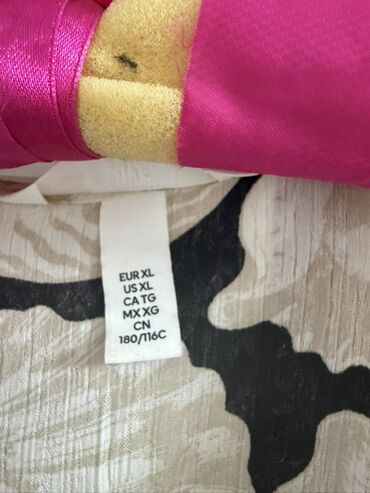 EUR XL
US XL
CA TG
MX XG
CN
180/116C